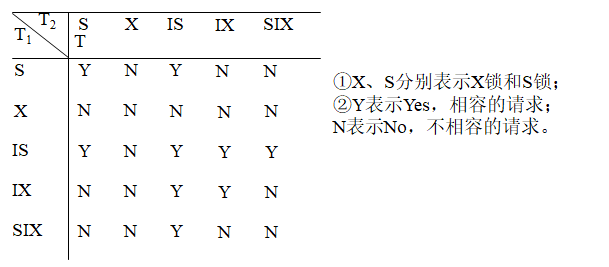 T2 S X IS IX SIX
T1 T
S Y N Y N N
X N N N N N
IS Y N Y Y Y
IX N N Y Y N
SIX N N Y N N
①X、S分别表示X锁和S锁；
②Y表示Yes，相容的请求；
N表示No，不相容的请求。